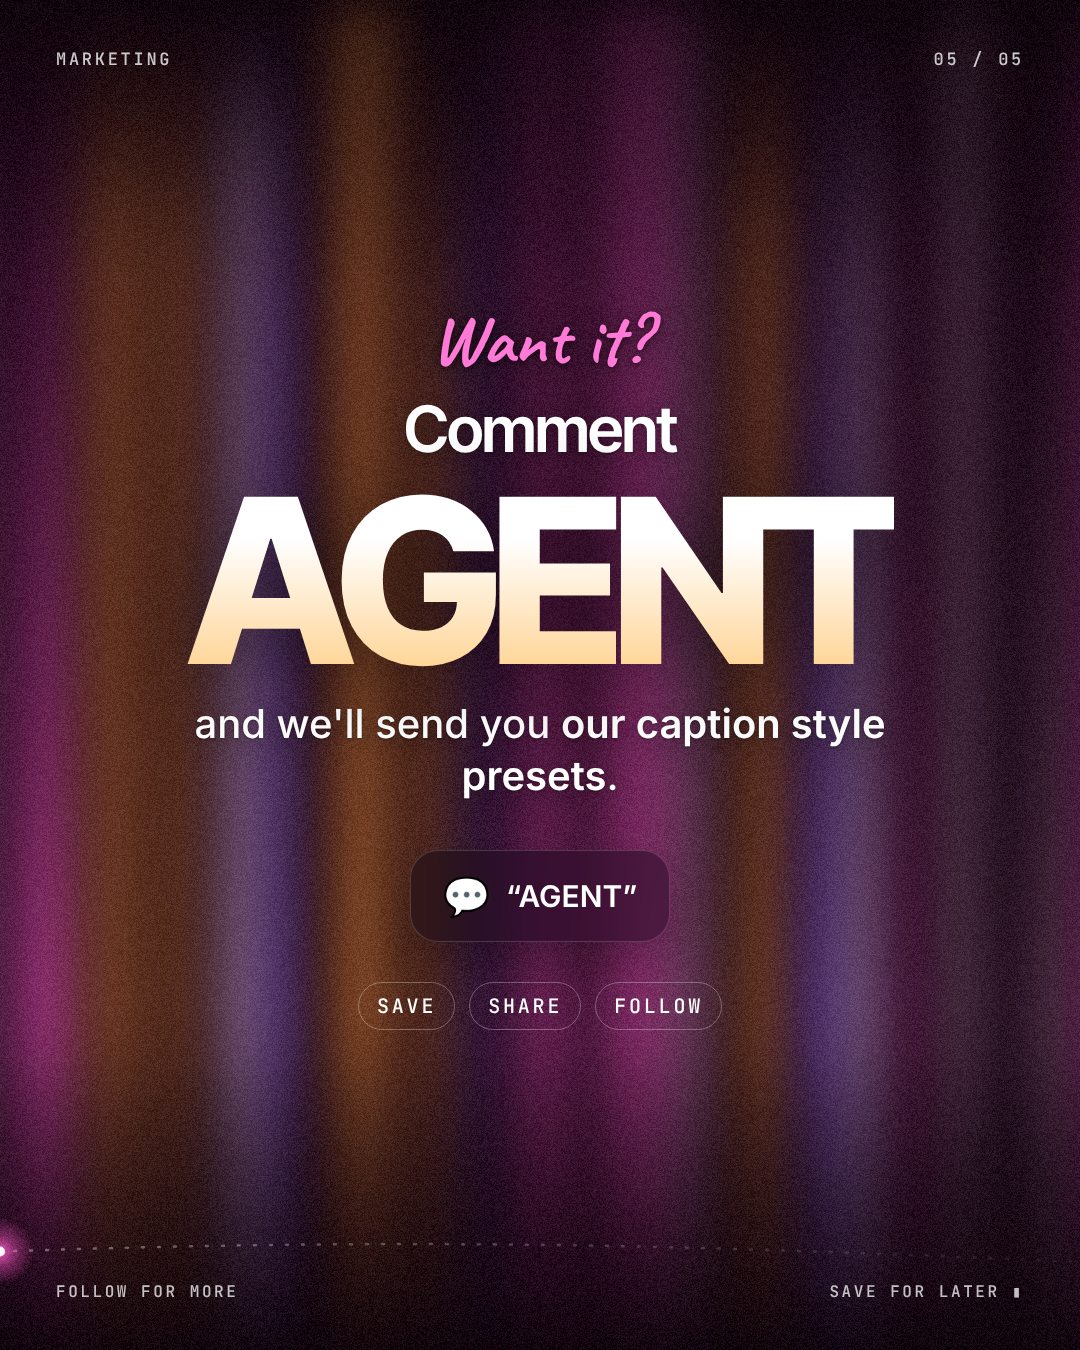 MARKETING
05 / 05
Want it?
Comment
AGENT
and we'll send you our caption style
presets.
💬 “AGENT”
SAVE SHARE FOLLOW
FOLLOW FOR MORE
SAVE FOR LATER ▮